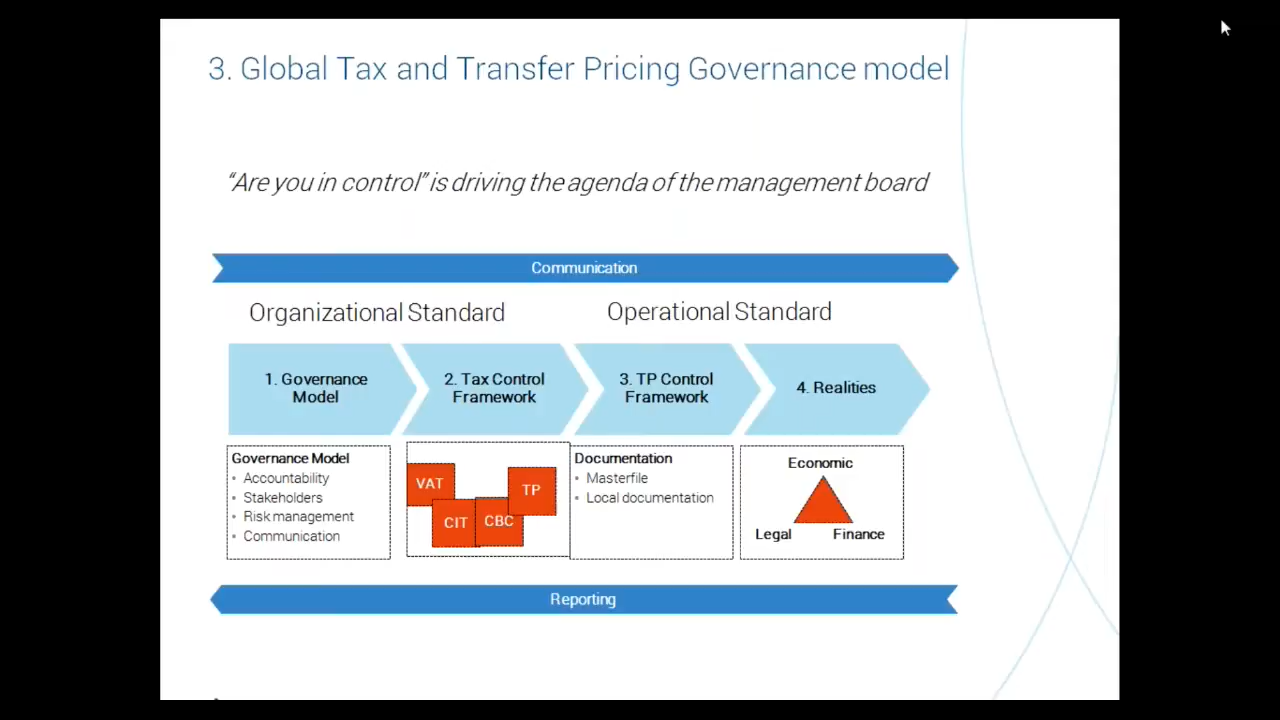 3. Global Tax and Transfer Pricing Governance model
“Are you in control” is driving the agenda of the management board
Communication
Organizational Standard
Operational Standard
1. Governance
Model
2. Tax Control
Framework
3. TP Control
Framework
4. Realities
Governance Model
• Accountability
• Stakeholders
• Risk management
• Communication
VAT
CIT
CBC
TP
Documentation
• Masterfile
• Local documentation
Economic
Legal
Finance
Reporting